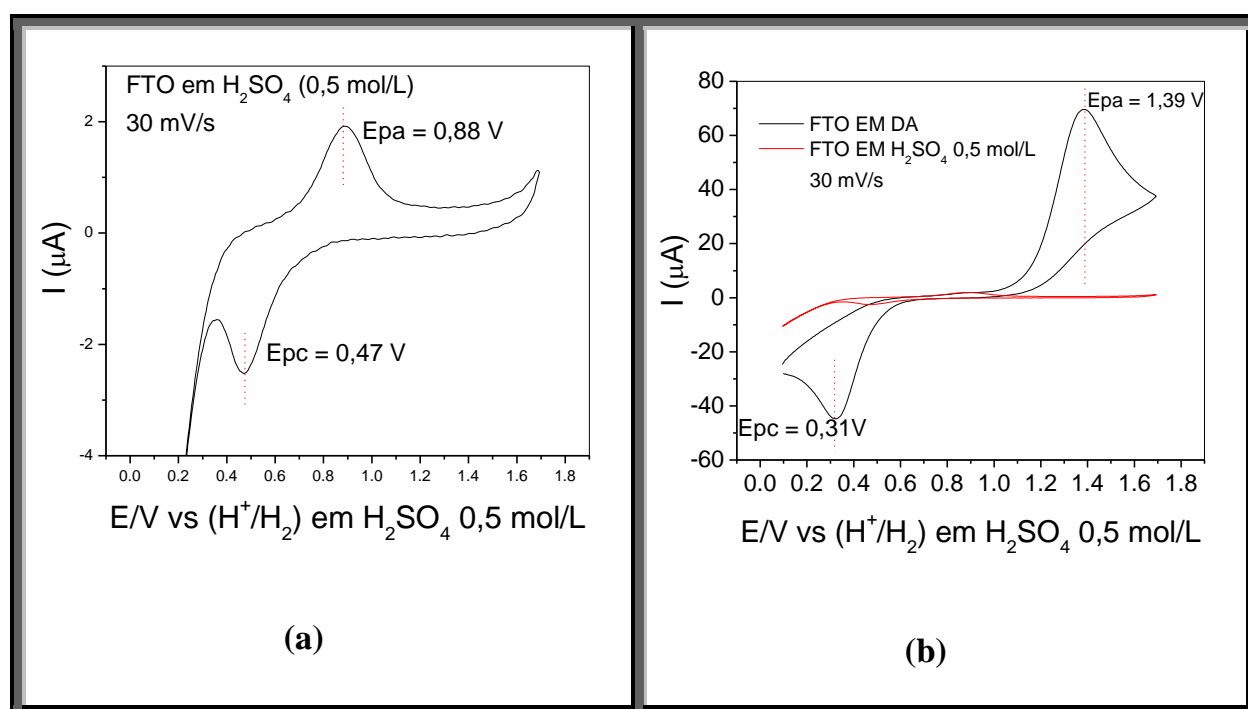 FTO em H₂SO₄ (0,5 mol/L)
30 mV/s
Epa = 0,88 V
Epc = 0,47 V
I (µA)
2
0
-2
-4
0.0 0.2 0.4 0.6 0.8 1.0 1.2 1.4 1.6 1.8
E/V vs (H⁺/H₂) em H₂SO₄ 0,5 mol/L
(a)
Epa = 1,39 V
FTO EM DA
FTO EM H₂SO₄ 0,5 mol/L
30 mV/s
Epc = 0,31V
I (µA)
80
60
40
20
0
-20
-40
-60
0.0 0.2 0.4 0.6 0.8 1.0 1.2 1.4 1.6 1.8
E/V vs (H⁺/H₂) em H₂SO₄ 0,5 mol/L
(b)